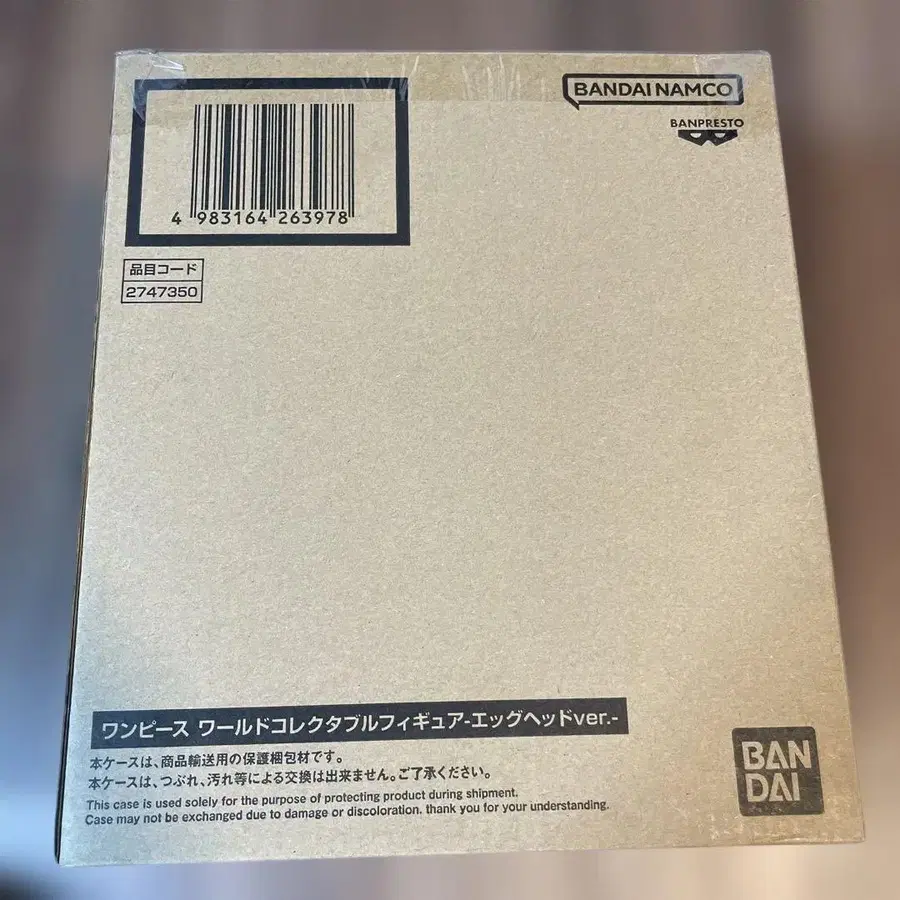 BANDAI NAMCO
BANPRESTO
4 983164 263978
品目コード
2747350
ワンピース ワールドコレクタブルフィギュア-エッグヘッドver.-
本ケースは、商品輸送用の保護梱包材です。
本ケースは、つぶれ、汚れ等による交換は出来ません。ご了承ください。
This case is used solely for the purpose of protecting product during shipment.
Case may not be exchanged due to damage or discoloration. thank you for your understanding.
BAN
DAI